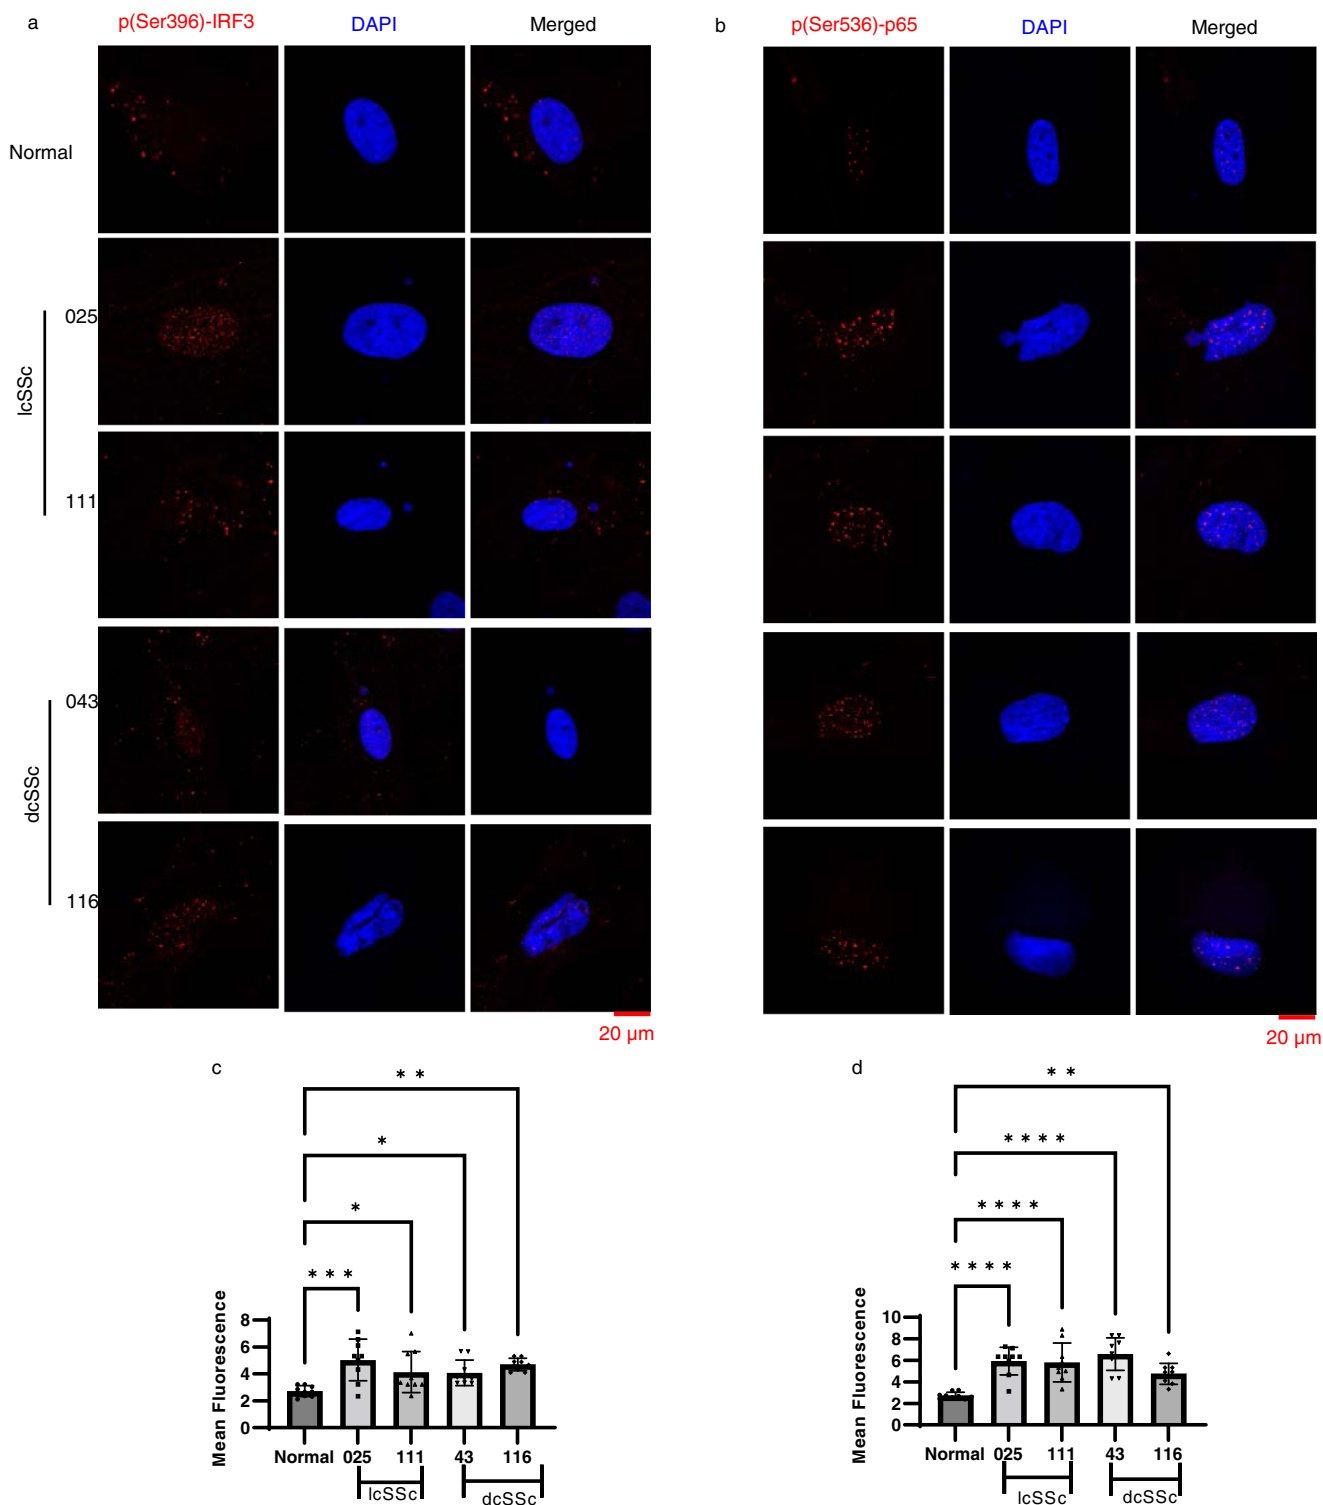 a p(Ser396)-IRF3 DAPI Merged
b p(Ser536)-p65 DAPI Merged
Normal
lcSSc
025
111
dcSSc
043
116
20 µm
20 µm
c
* *
*
*
* * *
Mean Fluorescence
8
6
4
2
0
Normal 025 111 43 116
lcSSc dcSSc
d
* *
* * * *
* * * *
* * * *
Mean Fluorescence
10
8
6
4
2
0
Normal 025 111 43 116
lcSSc dcSSc